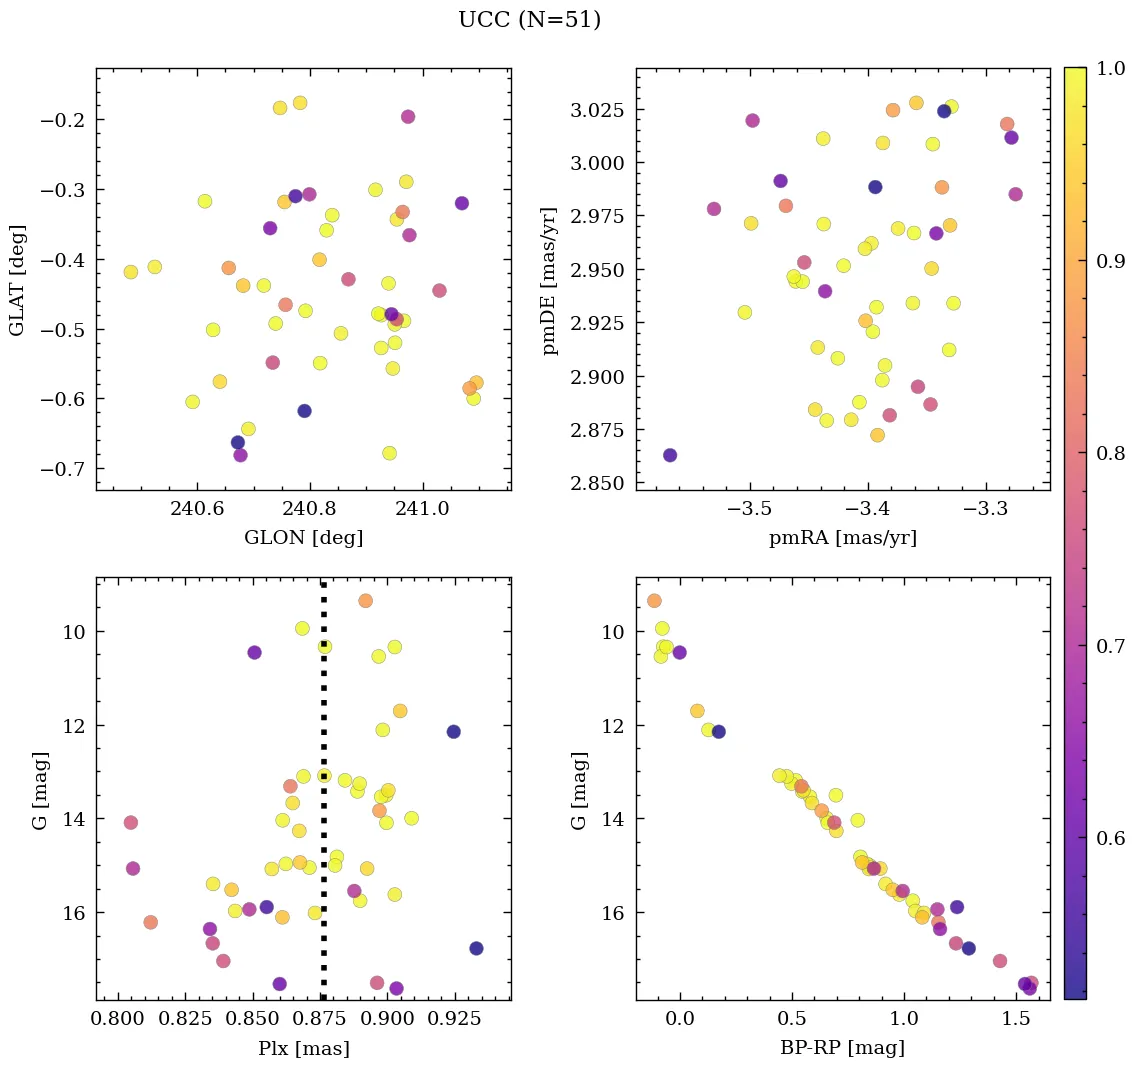 UCC (N=51)
−0.2
−0.3
−0.4
−0.5
−0.6
−0.7
GLAT [deg]
240.6 240.8 241.0
GLON [deg]
3.025
3.000
2.975
2.950
2.925
2.900
2.875
2.850
pmDE [mas/yr]
−3.5 −3.4 −3.3
pmRA [mas/yr]
1.0
0.9
0.8
0.7
0.6
10
12
14
16
G [mag]
0.800 0.825 0.850 0.875 0.900 0.925
Plx [mas]
10
12
14
16
G [mag]
0.0 0.5 1.0 1.5
BP-RP [mag]